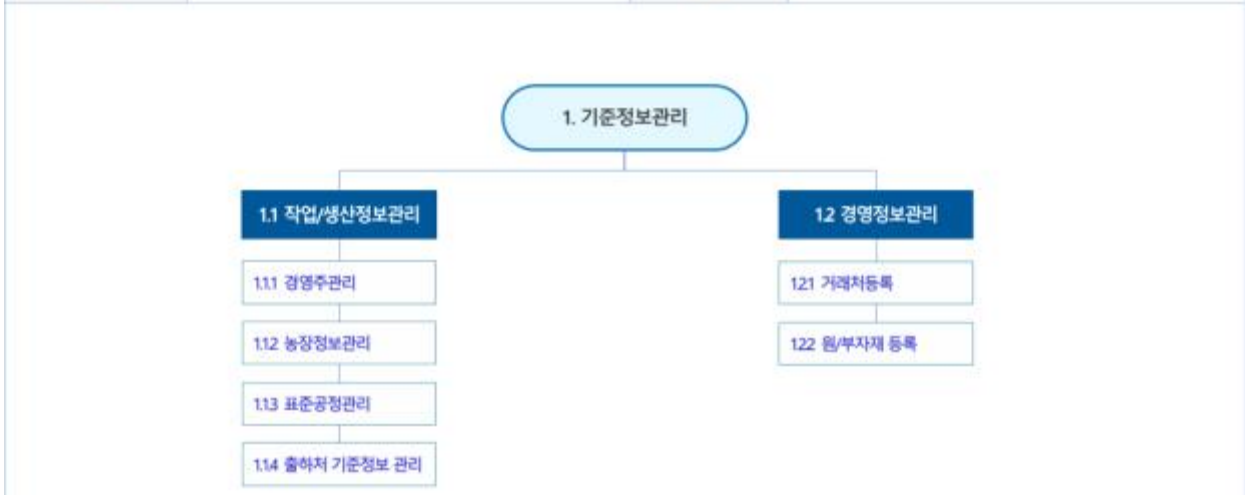 1. 기준정보관리
1.1 작업/생산정보관리
1.2 경영정보관리
1.1.1 경영주관리
1.2.1 거래처등록
1.1.2 농장정보관리
1.2.2 원/부자재 등록
1.1.3 표준공정관리
1.1.4 출하처 기준정보 관리